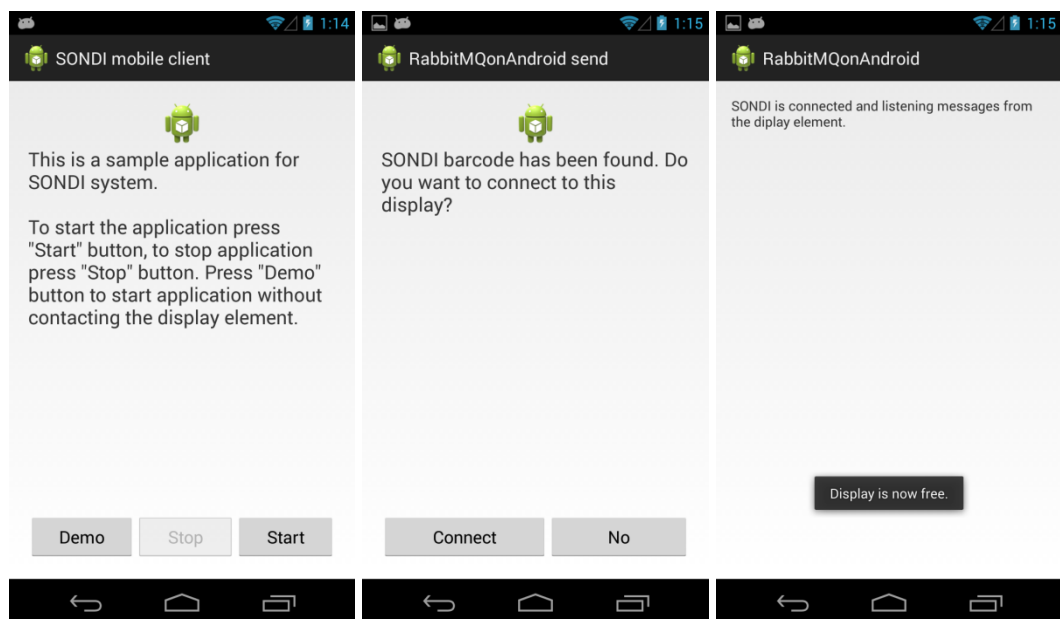 1:14
SONDI mobile client
This is a sample application for
SONDI system.
To start the application press
"Start" button, to stop application
press "Stop" button. Press "Demo"
button to start application without
contacting the display element.
Demo
Stop
Start
1:15
RabbitMQonAndroid send
SONDI barcode has been found. Do
you want to connect to this
display?
Connect
No
1:15
RabbitMQonAndroid
SONDI is connected and listening messages from
the diplay element.
Display is now free.